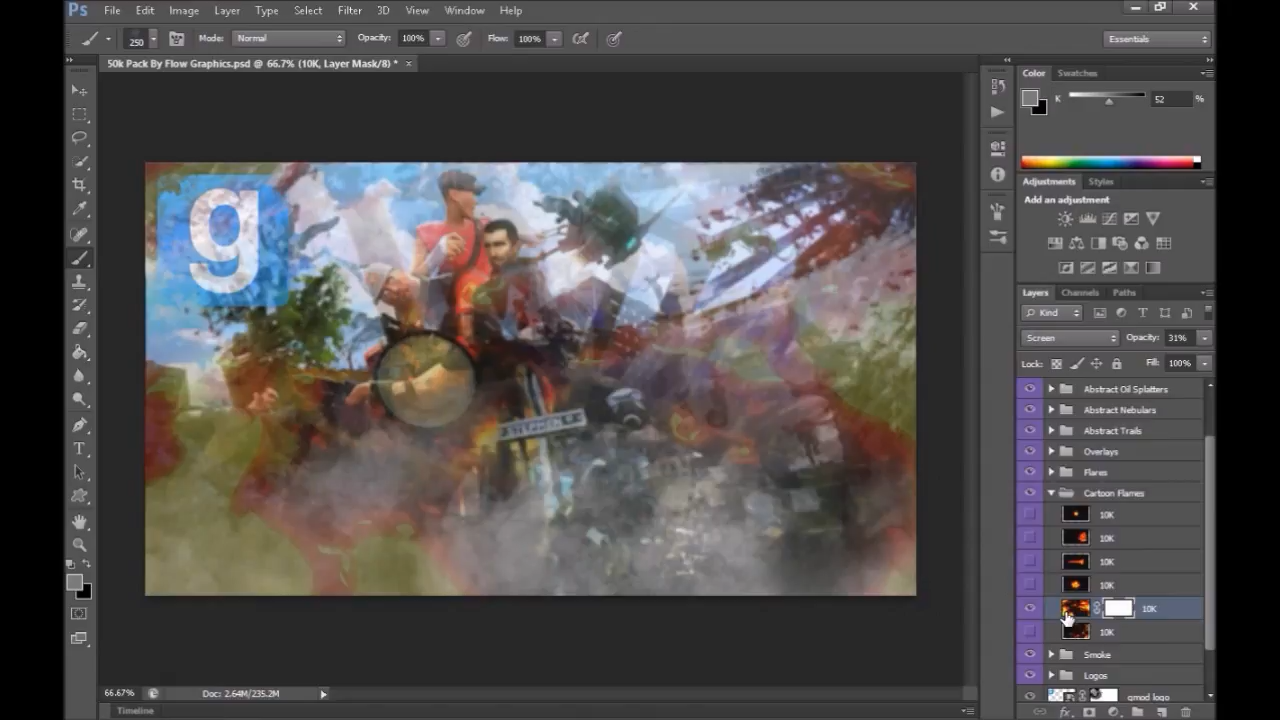 Ps File Edit Image Layer Type Select Filter 3D View Window Help
250 Mode: Normal Opacity: 100% Flow: 100% Essentials
50k Pack By Flow Graphics.psd @ 66.7% (10K, Layer Mask/8) * ×
Color Swatches
K 52 %
g
Adjustments Styles
Add an adjustment
Layers Channels Paths
Kind
Screen Opacity: 31%
Lock: Fill: 100%
Abstract Oil Splatters
Abstract Nebulars
Abstract Trails
Overlays
Flares
Cartoon Flames
10K
10K
10K
10K
10K
10K
Smoke
Logos
gmod logo
66.67% Doc: 2.64M/235.2M
Timeline
fx